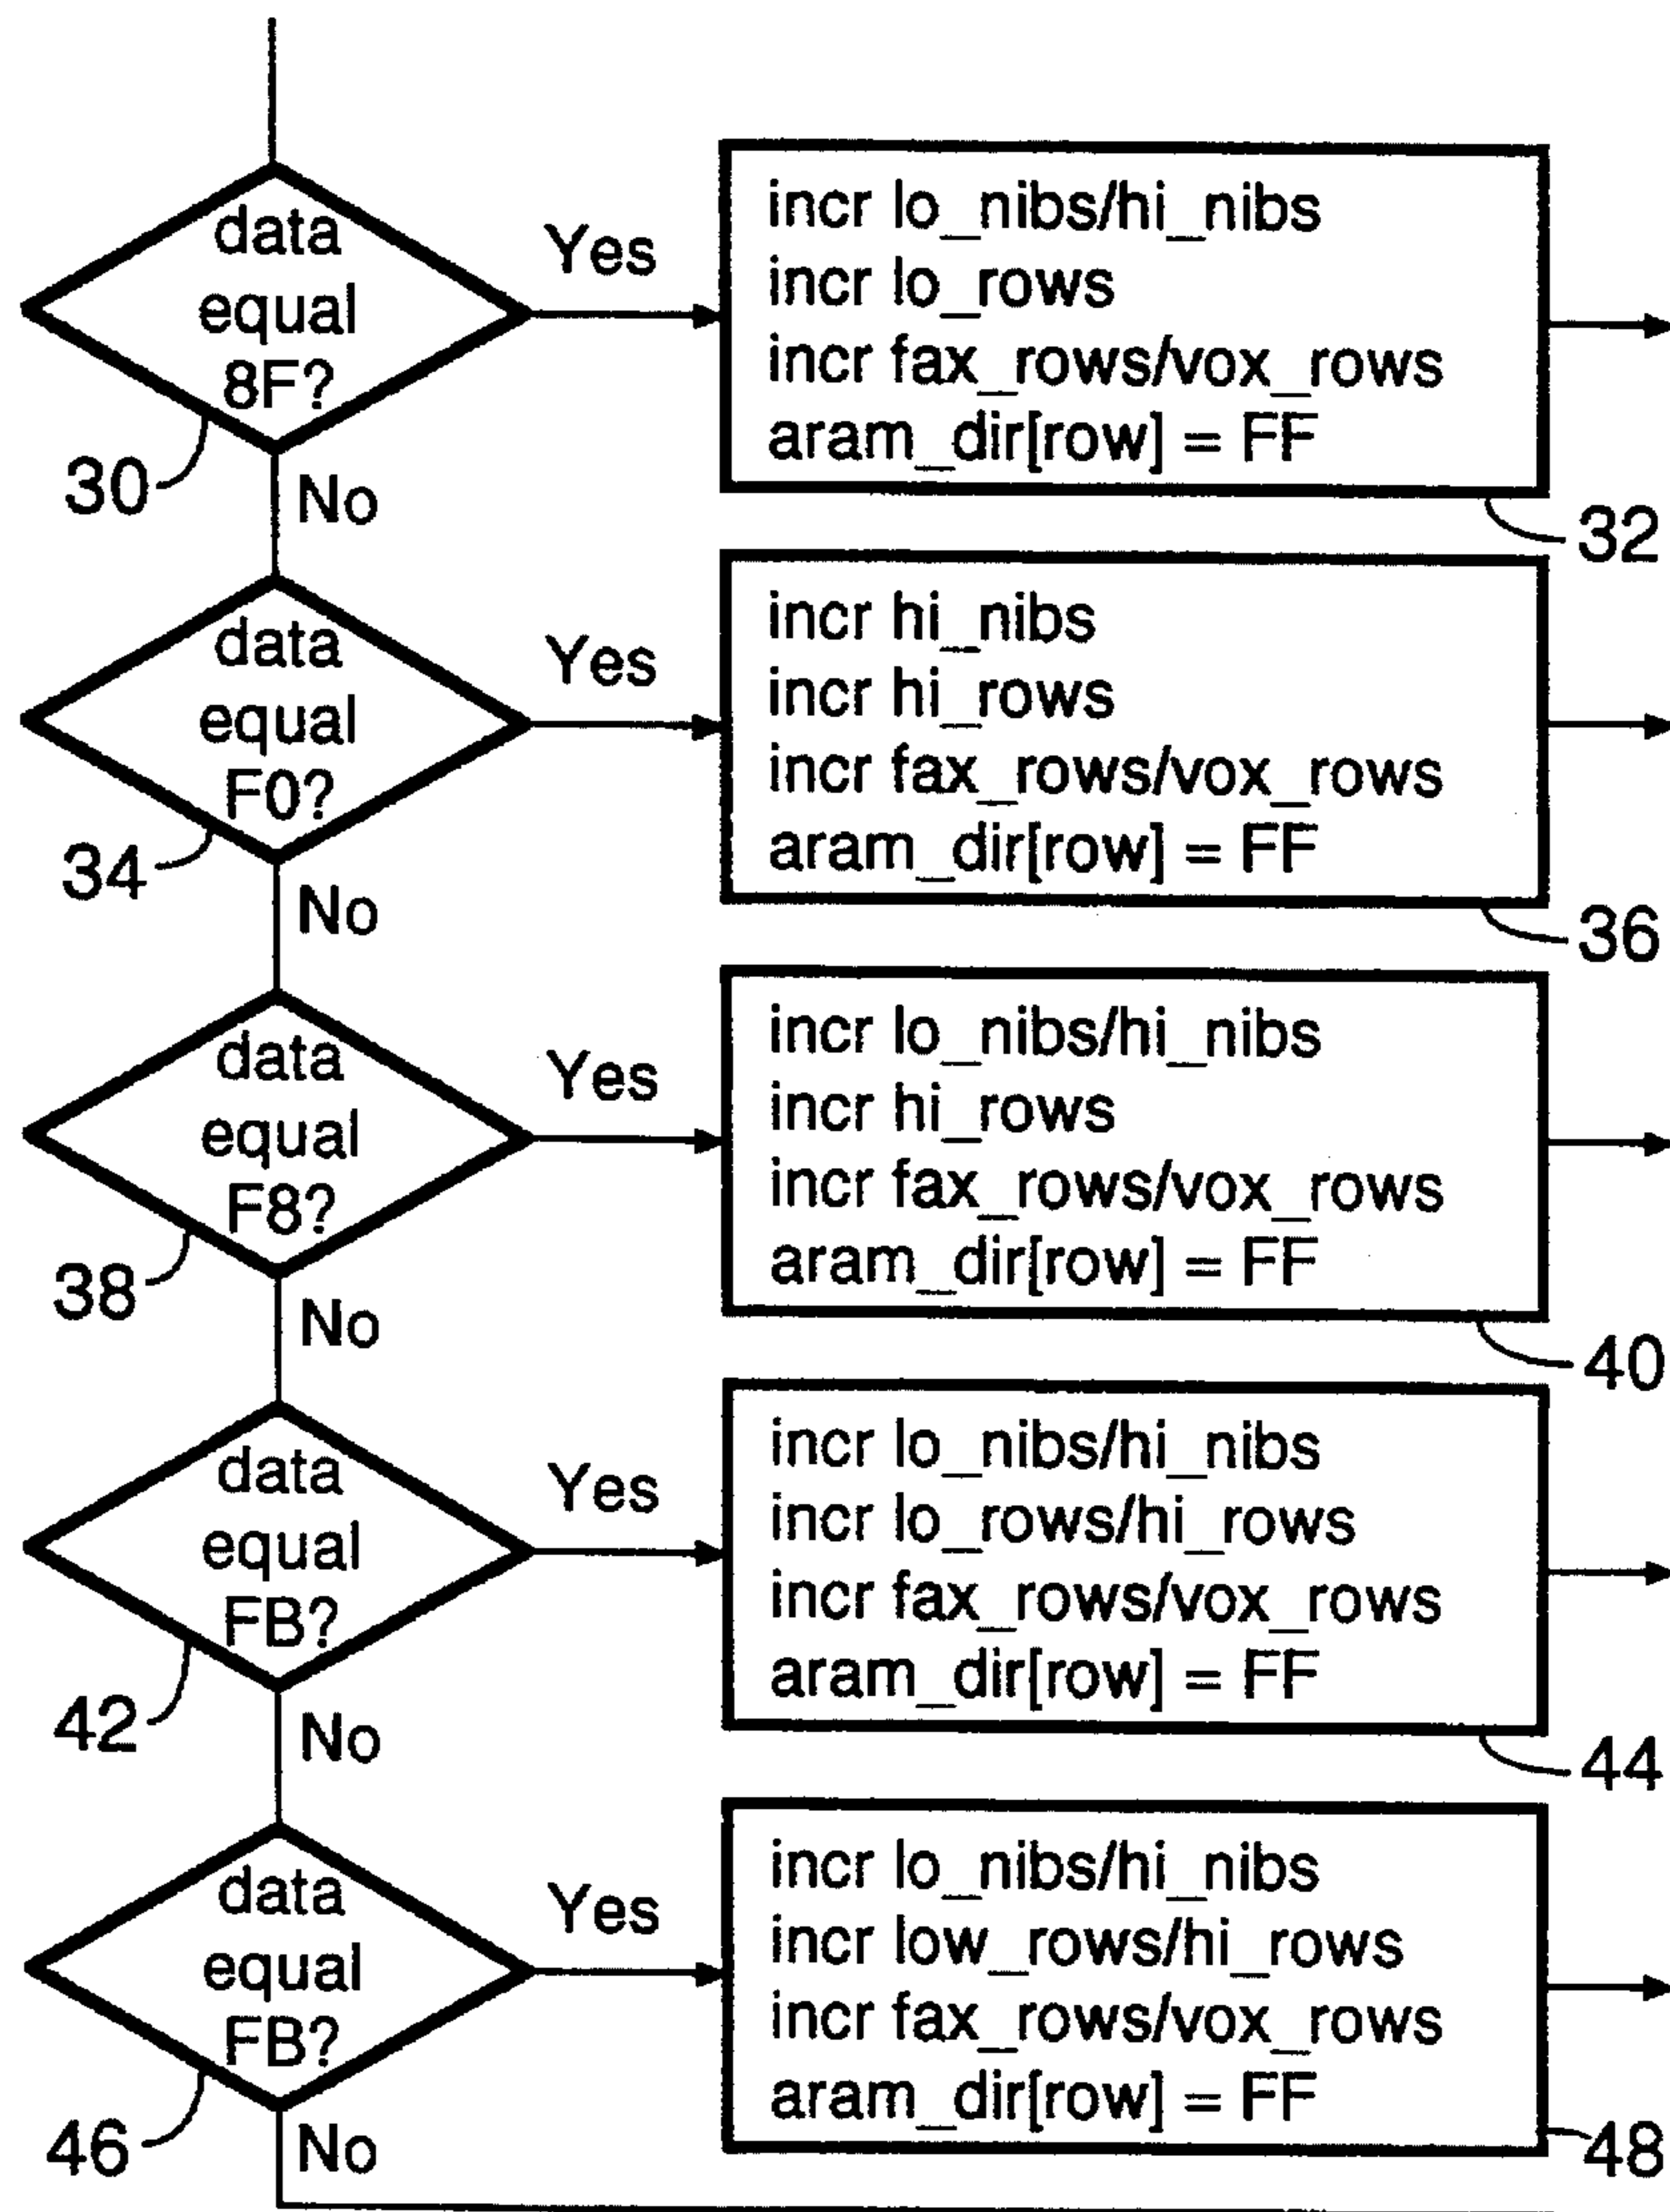 data
equal
8F?
Yes
incr lo_nibs/hi_nibs
incr lo_rows
incr fax_rows/vox_rows
aram_dir[row] = FF
30
No
32
data
equal
F0?
Yes
incr hi_nibs
incr hi_rows
incr fax_rows/vox_rows
aram_dir[row] = FF
34
No
36
data
equal
F8?
Yes
incr lo_nibs/hi_nibs
incr hi_rows
incr fax_rows/vox_rows
aram_dir[row] = FF
38
No
40
data
equal
FB?
Yes
incr lo_nibs/hi_nibs
incr lo_rows/hi_rows
incr fax_rows/vox_rows
aram_dir[row] = FF
42
No
44
data
equal
FB?
Yes
incr lo_nibs/hi_nibs
incr low_rows/hi_rows
incr fax_rows/vox_rows
aram_dir[row] = FF
46
No
48